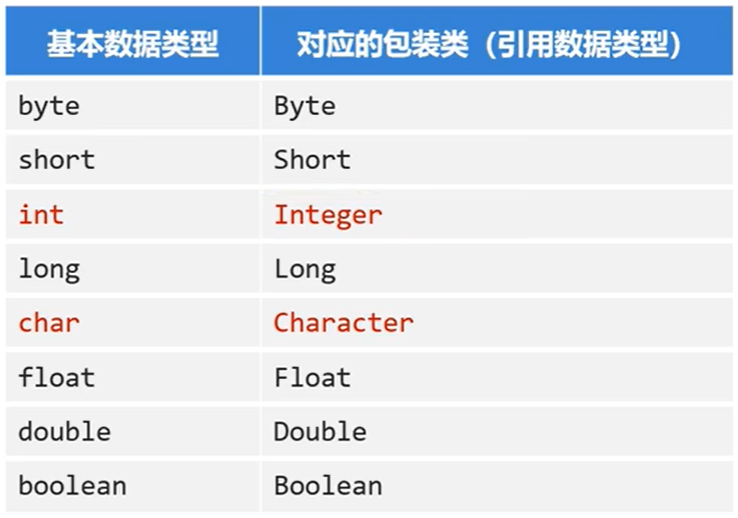 基本数据类型 对应的包装类（引用数据类型）
byte Byte
short Short
int Integer
long Long
char Character
float Float
double Double
boolean Boolean